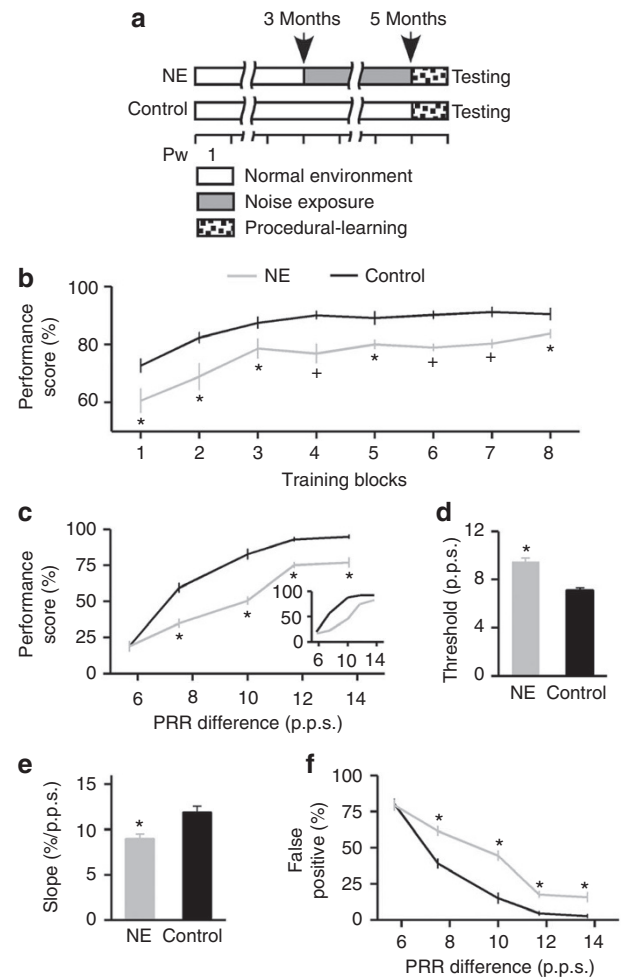 a
3 Months 5 Months
NE Testing
Control Testing
Pw 1
Normal environment
Noise exposure
Procedural-learning
b
NE Control
Performance
score (%)
100
80
60
* * * + * + + *
1 2 3 4 5 6 7 8
Training blocks
c
Performance
score (%)
100
75
50
25
0
* * * *
100
50
0
6 10 14
6 8 10 12 14
PRR difference (p.p.s.)
d
Threshold (p.p.s.)
12
8
4
0
*
NE Control
e
Slope (%/p.p.s.)
15
10
5
0
*
NE Control
f
False
positive (%)
100
75
50
25
0
* * * *
6 8 10 12 14
PRR difference (p.p.s.)